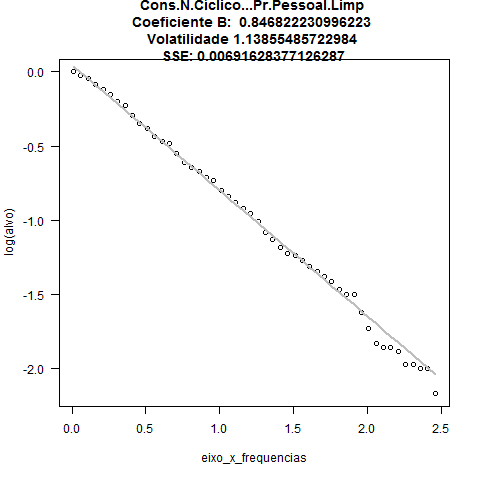 Cons.N.Ciclico...Pr.Pessoal.Limp
Coeficiente B: 0.846822230996223
Volatilidade 1.13855485722984
SSE: 0.00691628377126287
0.0
-0.5
-1.0
-1.5
-2.0
log(alvo)
0.0 0.5 1.0 1.5 2.0 2.5
eixo_x_frequencias